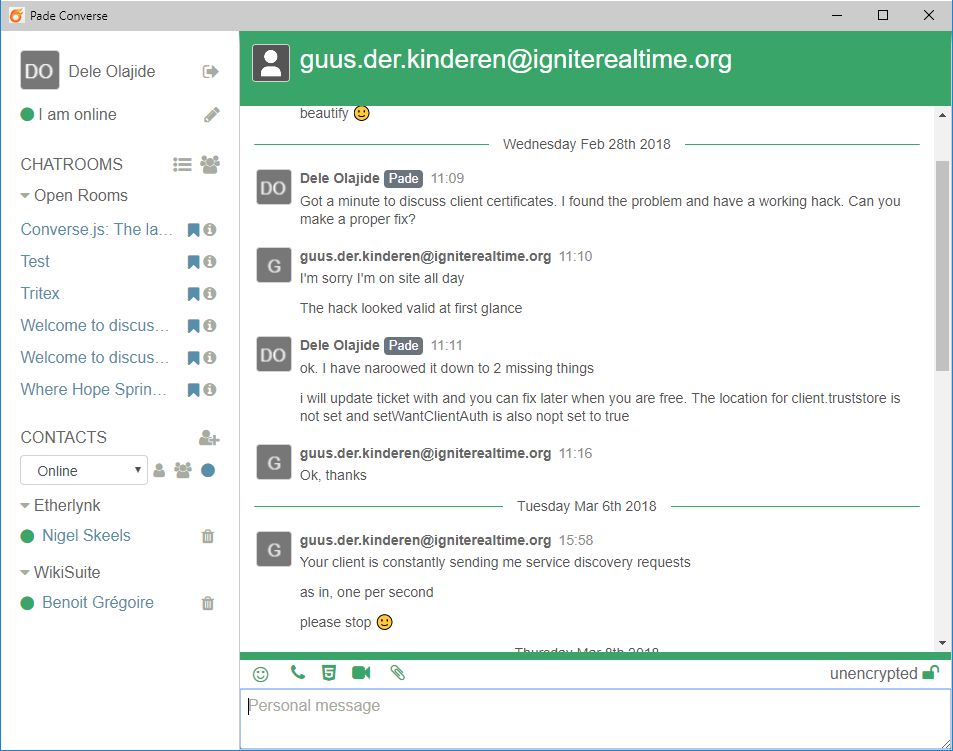 Pade Converse
DO Dele Olajide
I am online
CHATROOMS
Open Rooms
Converse.js: The la...
Test
Tritex
Welcome to discus...
Welcome to discus...
Where Hope Sprin...
CONTACTS
Online
Etherlynk
Nigel Skeels
WikiSuite
Benoit Grégoire
guus.der.kinderen@igniterealtime.org
beautify
Wednesday Feb 28th 2018
DO Dele Olajide Pade 11:09
Got a minute to discuss client certificates. I found the problem and have a working hack. Can you
make a proper fix?
G guus.der.kinderen@igniterealtime.org 11:10
I'm sorry I'm on site all day
The hack looked valid at first glance
DO Dele Olajide Pade 11:11
ok. I have naroowed it down to 2 missing things
i will update ticket with and you can fix later when you are free. The location for client.truststore is
not set and setWantClientAuth is also nopt set to true
G guus.der.kinderen@igniterealtime.org 11:16
Ok, thanks
Tuesday Mar 6th 2018
G guus.der.kinderen@igniterealtime.org 15:58
Your client is constantly sending me service discovery requests
as in, one per second
please stop
Thursday Mar 8th 2018
unencrypted
Personal message